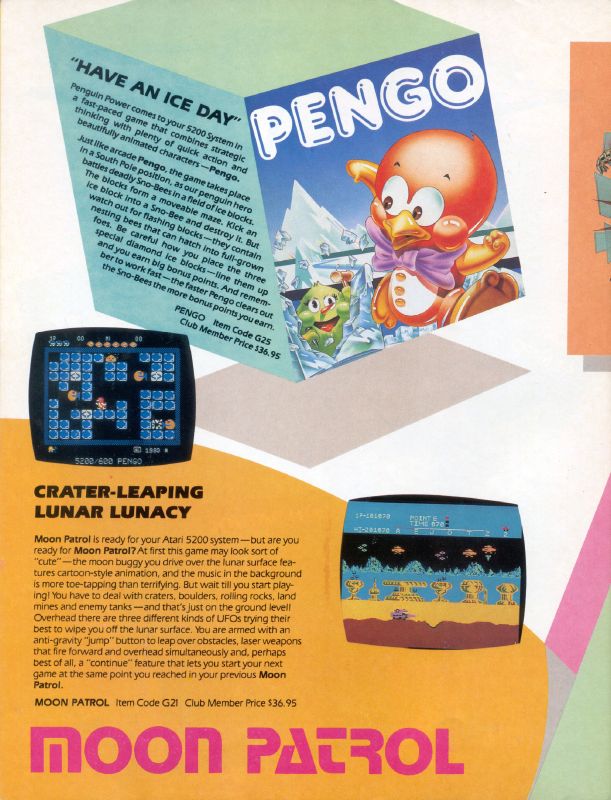 "HAVE AN ICE DAY"
Penguin Power comes to your 5200 System in
a fast-paced game that combines strategic
thinking with plenty of quick action and
beautifully animated characters—Pengo.
Just like arcade Pengo, the game takes place
in a South Pole position, as our penguin hero
battles deadly Sno-Bees in a field of ice blocks.
The blocks form a moveable maze. Kick an
ice block into a Sno-Bee and destroy it. But
watch out for flashing blocks—they contain
nesting bees that can hatch into full-grown
foes. Be careful how you place the three
special diamond ice blocks—line them up
and you earn big bonus points. And remem-
ber to work fast—the faster Pengo clears out
the Sno-Bees the more bonus points you earn.
PENGO Item Code G25
Club Member Price $36.95
PENGO
5200/600 PENGO
CRATER-LEAPING
LUNAR LUNACY
Moon Patrol is ready for your Atari 5200 system—but are you
ready for Moon Patrol? At first this game may look sort of
"cute"—the moon buggy you drive over the lunar surface fea-
tures cartoon-style animation, and the music in the background
is more toe-tapping than terrifying. But wait till you start play-
ing! You have to deal with craters, boulders, rolling rocks, land
mines and enemy tanks—and that's just on the ground level!
Overhead there are three different kinds of UFOs trying their
best to wipe you off the lunar surface. You are armed with an
anti-gravity "jump" button to leap over obstacles, laser weapons
that fire forward and overhead simultaneously and, perhaps
best of all, a "continue" feature that lets you start your next
game at the same point you reached in your previous Moon
Patrol.
MOON PATROL Item Code G21 Club Member Price $36.95
POINT
TIME 070
MOON PATROL